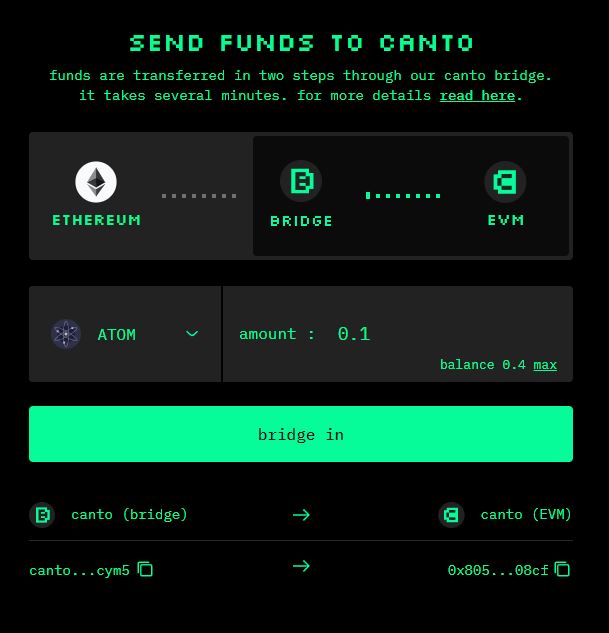 SEND FUNDS TO CANTO
funds are transferred in two steps through our canto bridge.
it takes several minutes. for more details read here.
ETHEREUM
BRIDGE
EVM
ATOM
amount : 0.1
balance 0.4 max
bridge in
canto (bridge) → canto (EVM)
canto...cym5 → 0x805...08cf